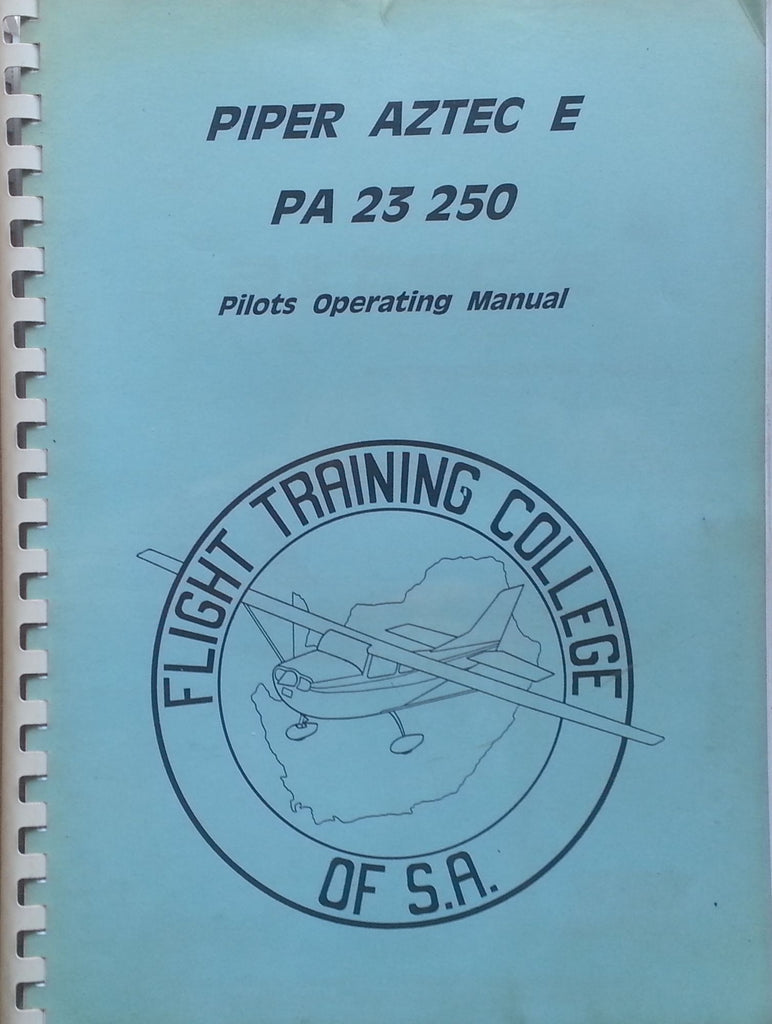 PIPER AZTEC E
PA 23 250
Pilots Operating Manual
FLIGHT TRAINING COLLEGE
OF S.A.